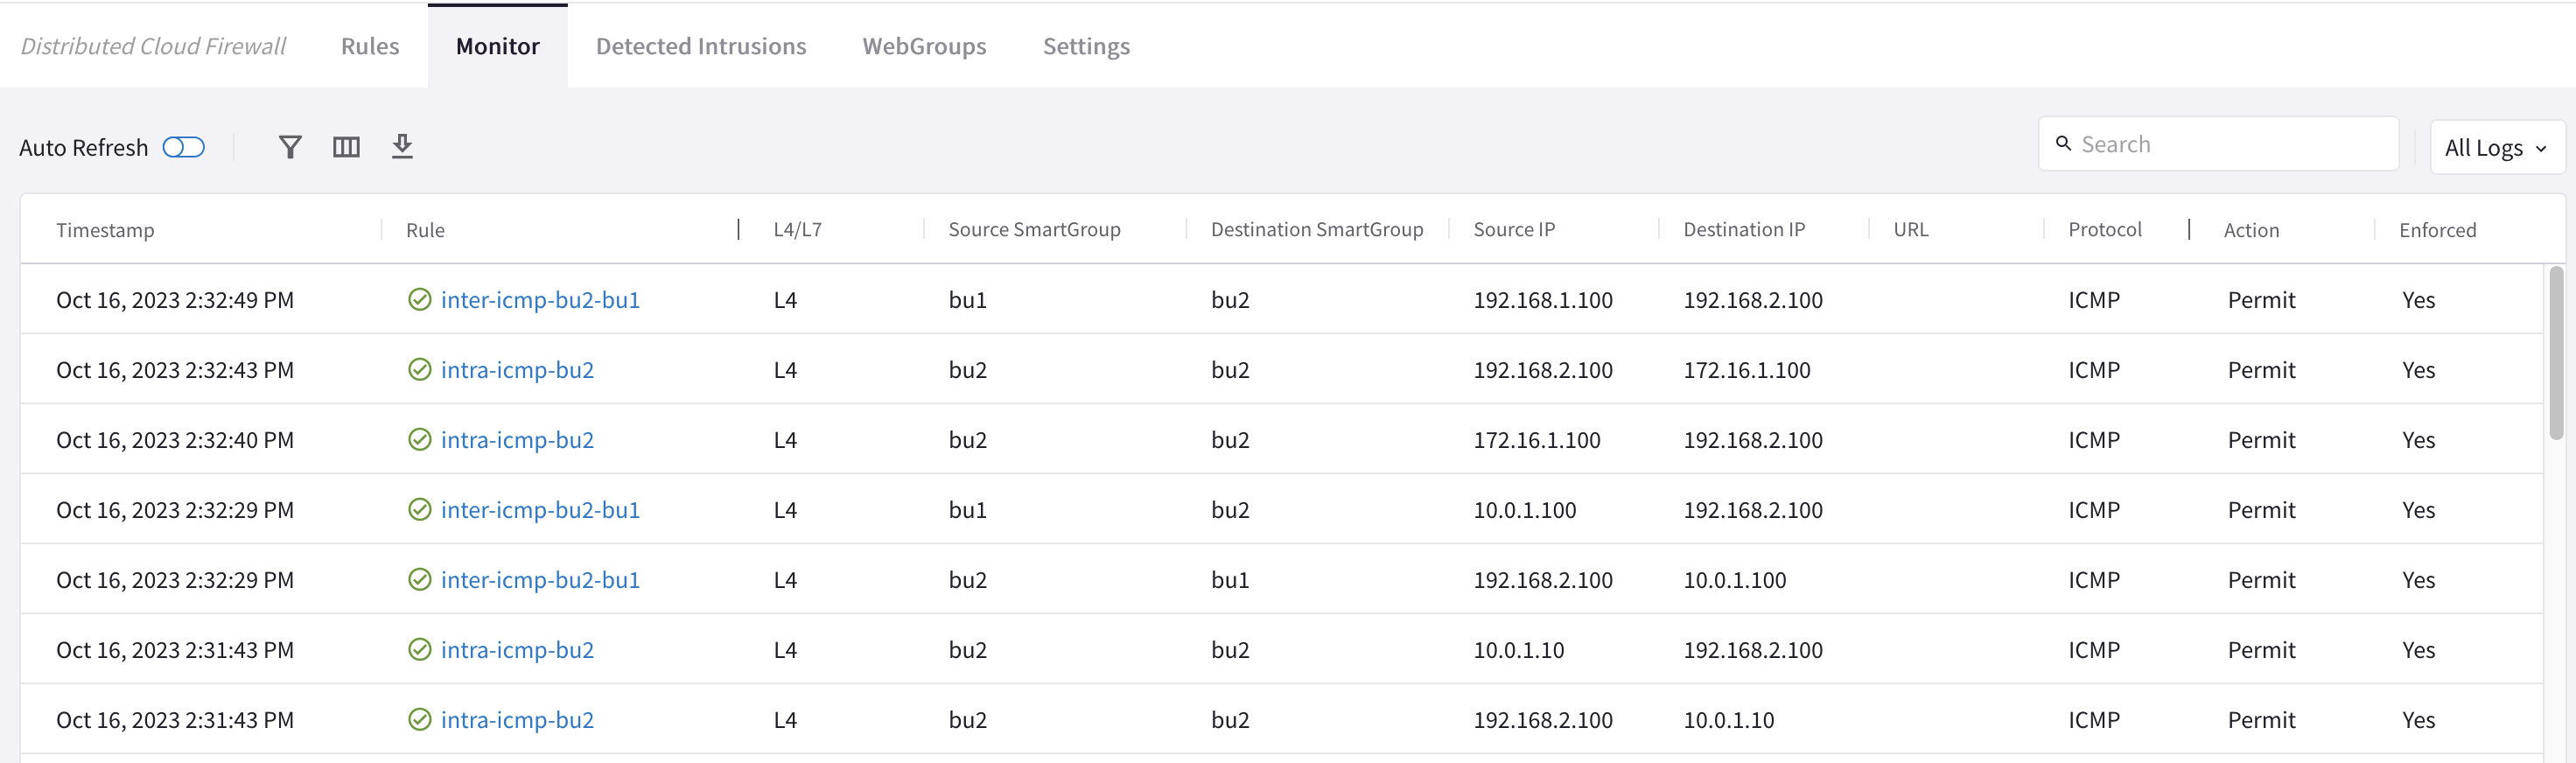 Distributed Cloud Firewall Rules Monitor Detected Intrusions WebGroups Settings
Auto Refresh Search All Logs
Timestamp Rule L4/L7 Source SmartGroup Destination SmartGroup Source IP Destination IP URL Protocol Action Enforced
Oct 16, 2023 2:32:49 PM inter-icmp-bu2-bu1 L4 bu1 bu2 192.168.1.100 192.168.2.100 ICMP Permit Yes
Oct 16, 2023 2:32:43 PM intra-icmp-bu2 L4 bu2 bu2 192.168.2.100 172.16.1.100 ICMP Permit Yes
Oct 16, 2023 2:32:40 PM intra-icmp-bu2 L4 bu2 bu2 172.16.1.100 192.168.2.100 ICMP Permit Yes
Oct 16, 2023 2:32:29 PM inter-icmp-bu2-bu1 L4 bu1 bu2 10.0.1.100 192.168.2.100 ICMP Permit Yes
Oct 16, 2023 2:32:29 PM inter-icmp-bu2-bu1 L4 bu2 bu1 192.168.2.100 10.0.1.100 ICMP Permit Yes
Oct 16, 2023 2:31:43 PM intra-icmp-bu2 L4 bu2 bu2 10.0.1.10 192.168.2.100 ICMP Permit Yes
Oct 16, 2023 2:31:43 PM intra-icmp-bu2 L4 bu2 bu2 192.168.2.100 10.0.1.10 ICMP Permit Yes